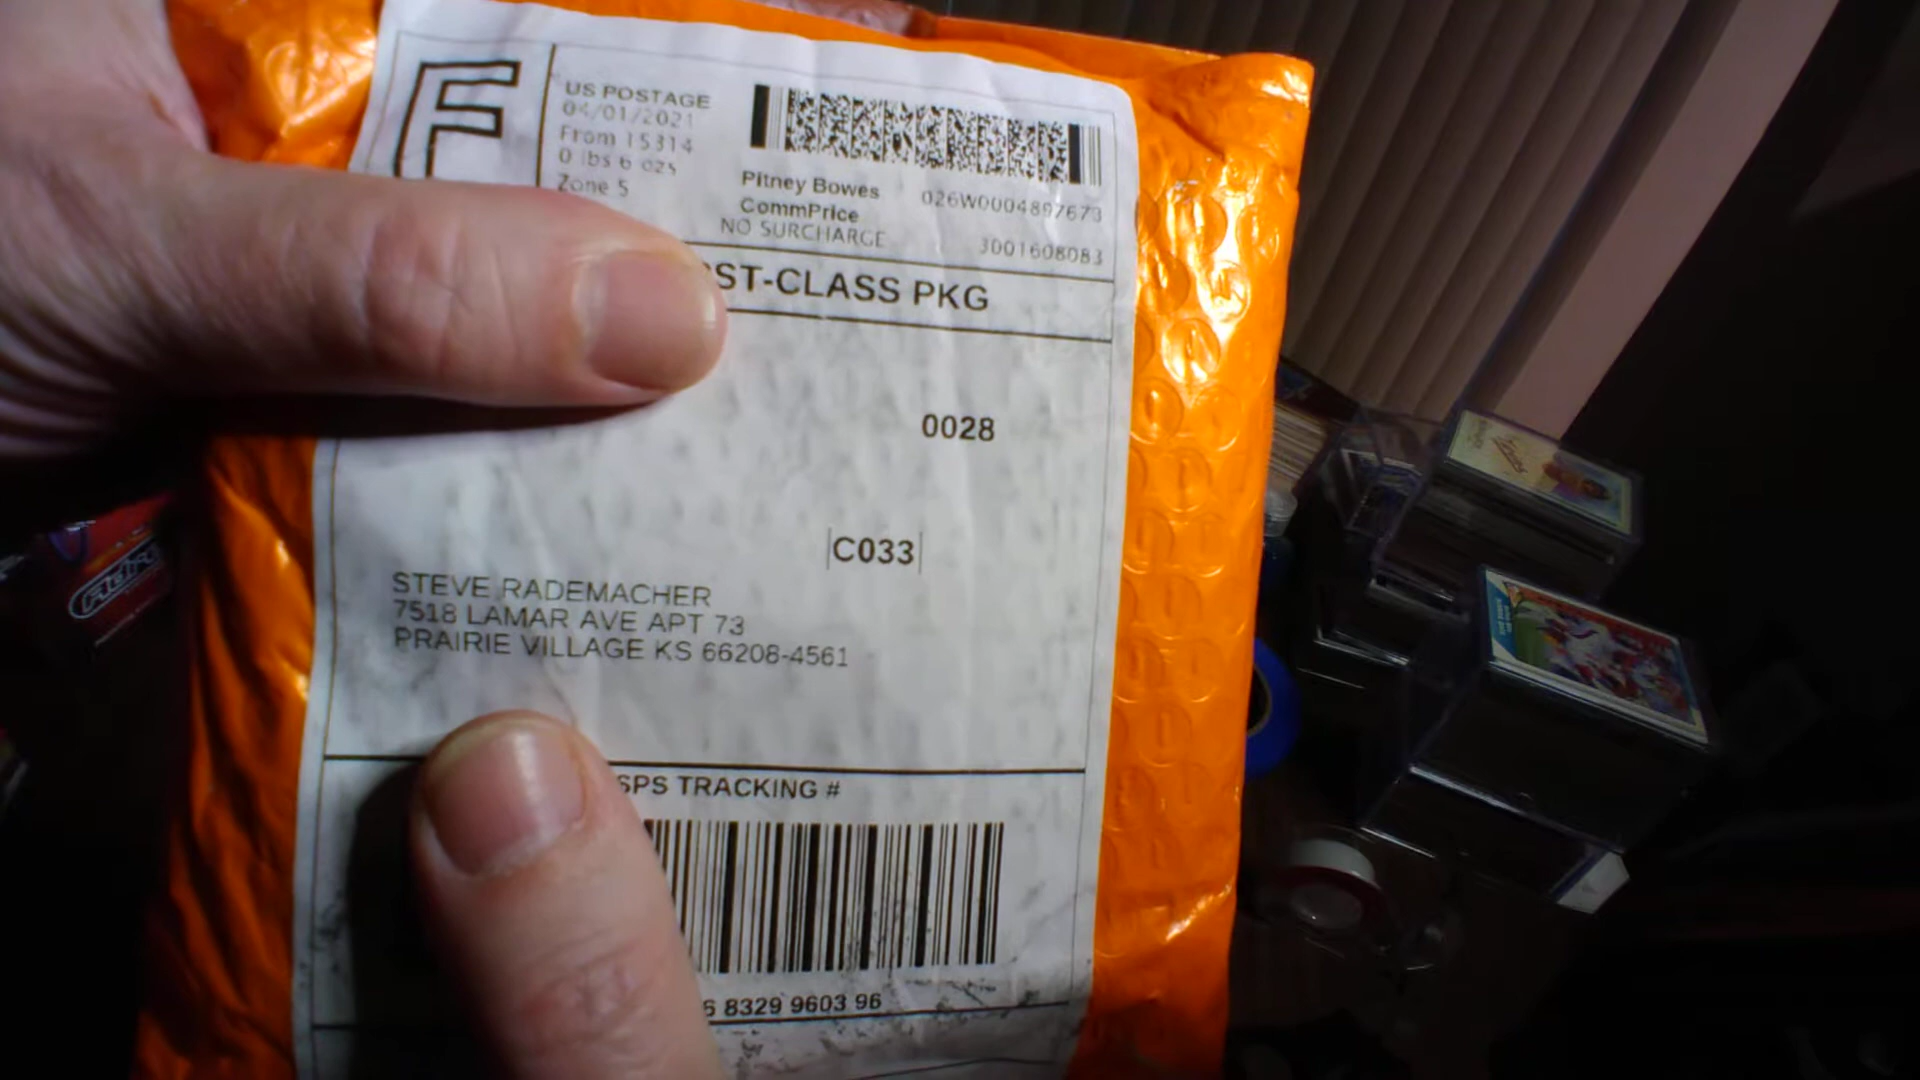 F
US POSTAGE
04/01/2021
From 15314
0 lbs 6 ozs
Zone 5
Pitney Bowes
CommPrice
NO SURCHARGE
026W0004897673
3001608083
ST-CLASS PKG
0028
C033
STEVE RADEMACHER
7518 LAMAR AVE APT 73
PRAIRIE VILLAGE KS 66208-4561
SPS TRACKING #
8329 9603 96